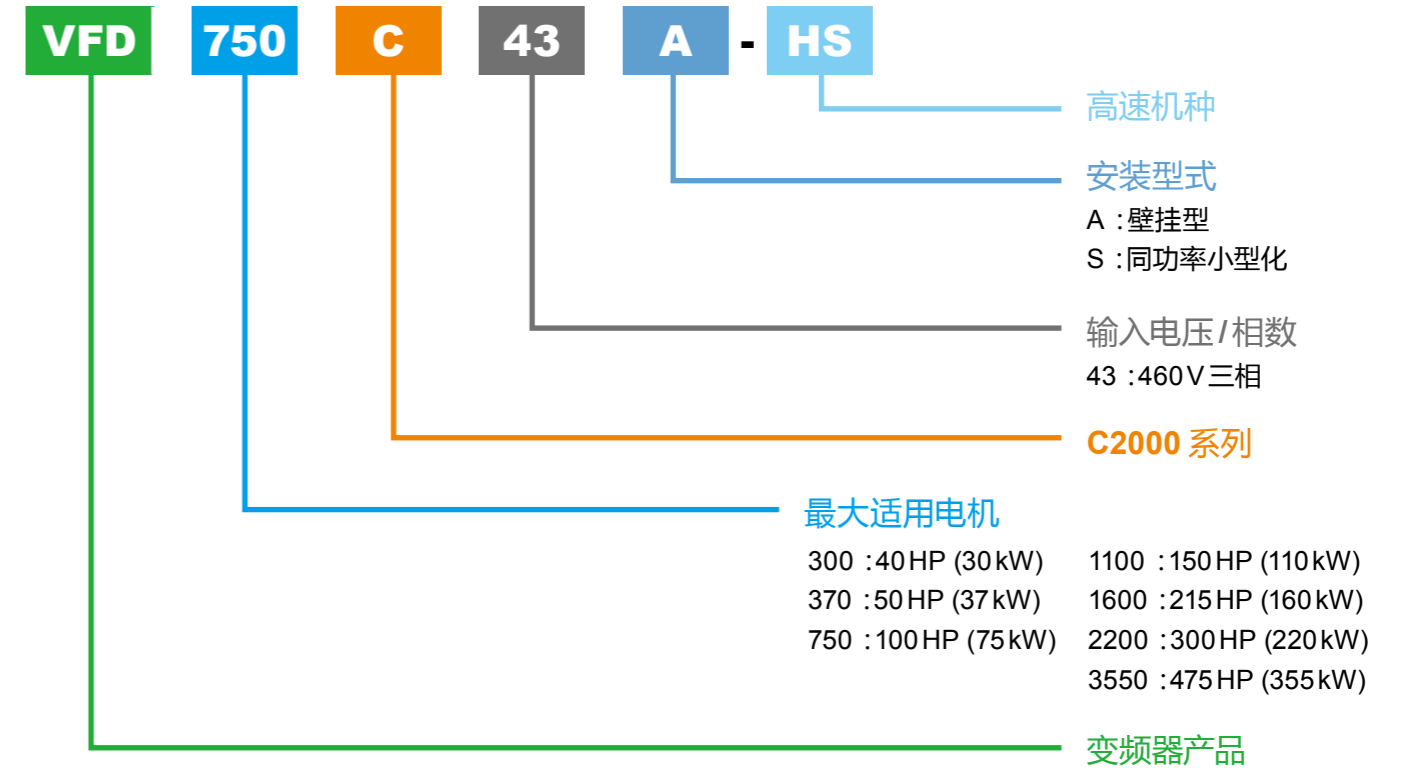 VFD 750 C 43 A - HS
高速机种
安装型式
A :壁挂型
S :同功率小型化
输入电压/相数
43 :460V三相
C2000 系列
最大适用电机
300 :40HP (30kW)
370 :50HP (37kW)
750 :100HP (75kW)
1100 :150HP (110kW)
1600 :215HP (160kW)
2200 :300HP (220kW)
3550 :475HP (355kW)
变频器产品